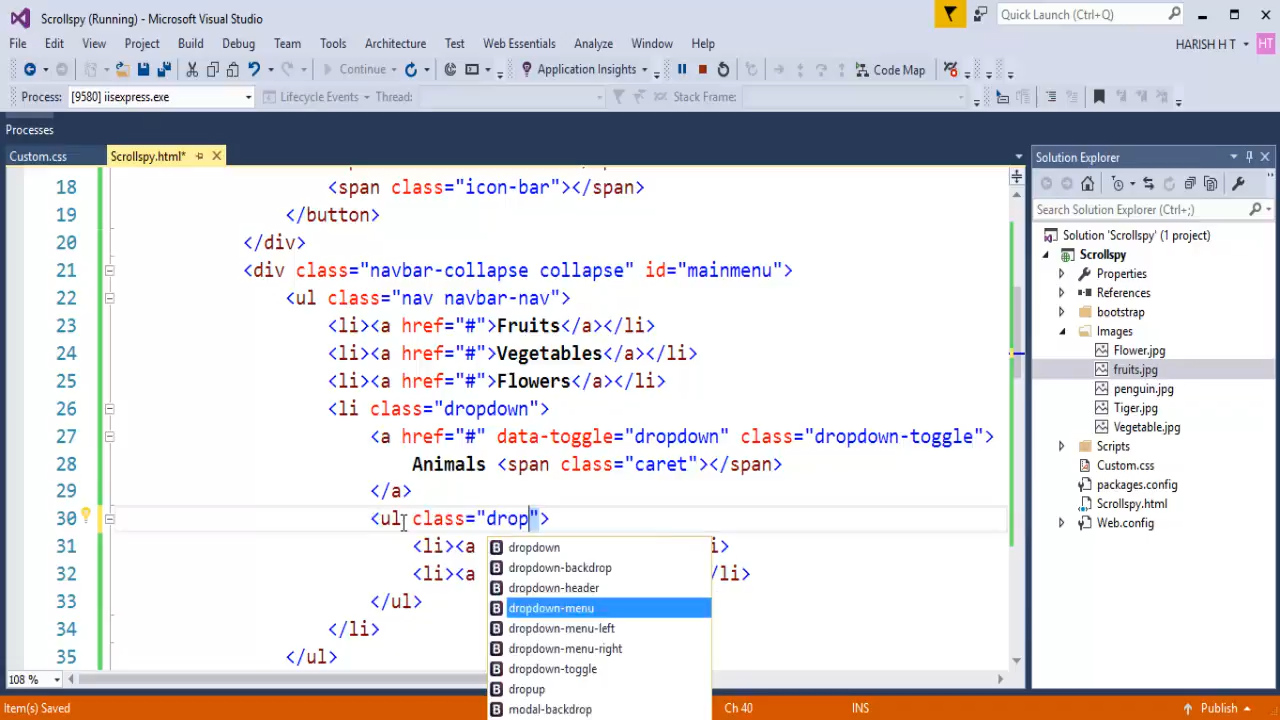 Scrollspy (Running) - Microsoft Visual Studio
Quick Launch (Ctrl+Q)
File Edit View Project Build Debug Team Tools Architecture Test Web Essentials Analyze Window Help
HARISH H T HT
Continue Application Insights Code Map
Process: [9580] iisexpress.exe Lifecycle Events Thread: Stack Frame:
Processes
Custom.css Scrollspy.html*
18 <span class="icon-bar"></span>
19 </button>
20 </div>
21 <div class="navbar-collapse collapse" id="mainmenu">
22 <ul class="nav navbar-nav">
23 <li><a href="#">Fruits</a></li>
24 <li><a href="#">Vegetables</a></li>
25 <li><a href="#">Flowers</a></li>
26 <li class="dropdown">
27 <a href="#" data-toggle="dropdown" class="dropdown-toggle">
28 Animals <span class="caret"></span>
29 </a>
30 <ul class="drop">
31 <li><a i>
32 <li><a /li>
33 </ul>
34 </li>
35 </ul>
dropdown
dropdown-backdrop
dropdown-header
dropdown-menu
dropdown-menu-left
dropdown-menu-right
dropdown-toggle
dropup
modal-backdrop
108 %
Solution Explorer
Search Solution Explorer (Ctrl+;)
Solution 'Scrollspy' (1 project)
Scrollspy
Properties
References
bootstrap
Images
Flower.jpg
fruits.jpg
penguin.jpg
Tiger.jpg
Vegetable.jpg
Scripts
Custom.css
packages.config
Scrollspy.html
Web.config
Item(s) Saved Ch 40 INS Publish